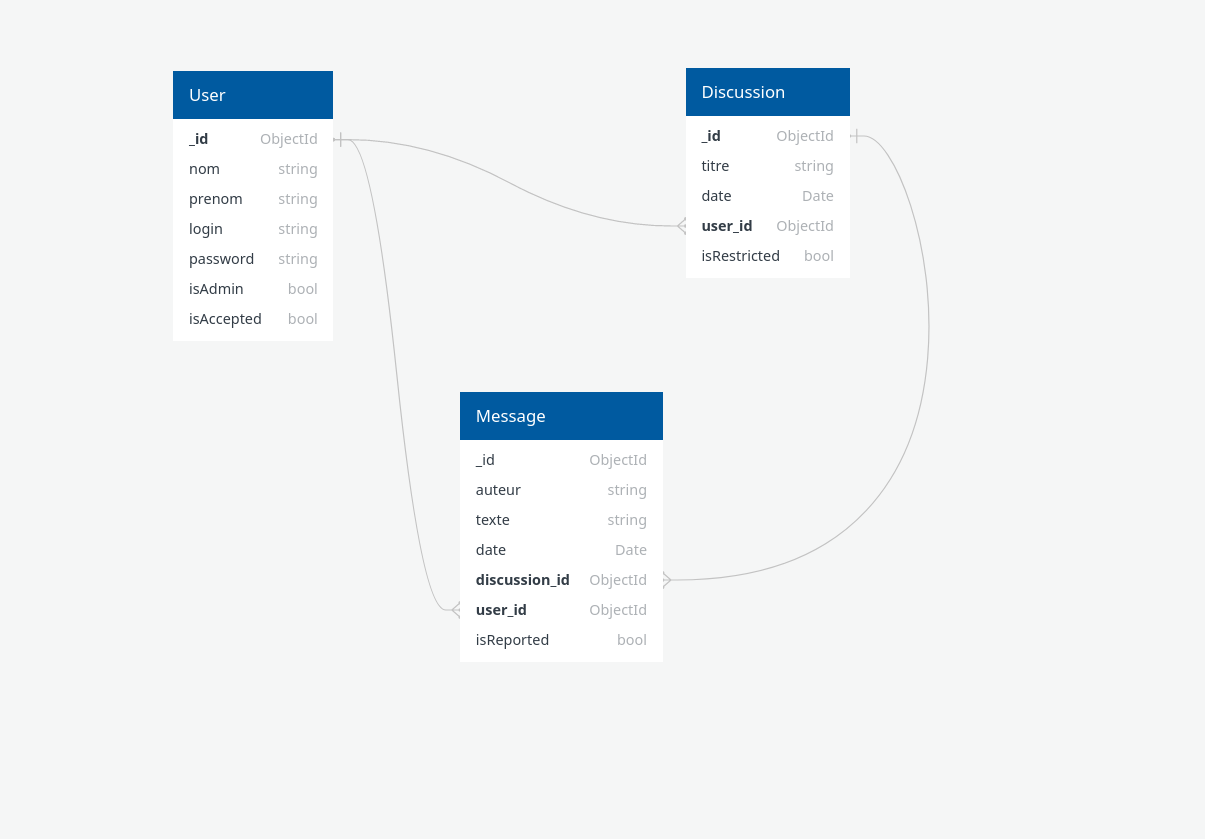 User
_id ObjectId
nom string
prenom string
login string
password string
isAdmin bool
isAccepted bool
Discussion
_id ObjectId
titre string
date Date
user_id ObjectId
isRestricted bool
Message
_id ObjectId
auteur string
texte string
date Date
discussion_id ObjectId
user_id ObjectId
isReported bool